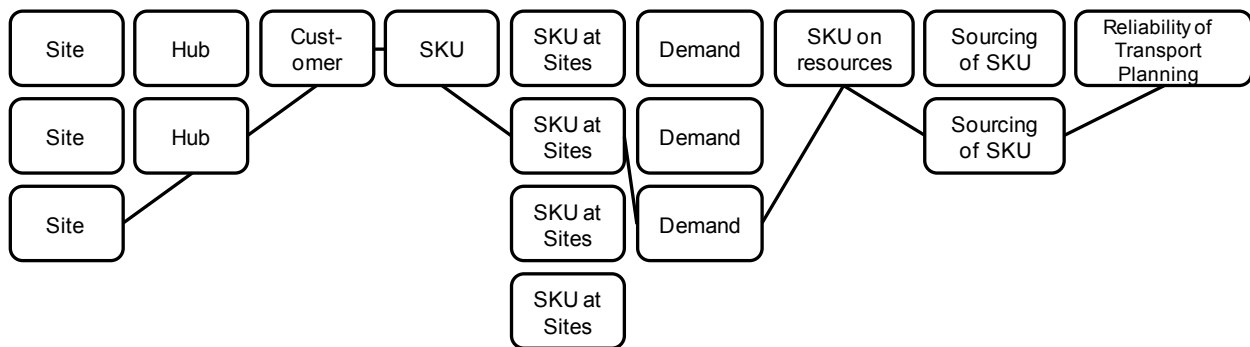 Site
Hub
Cust-
omer
SKU
SKU at
Sites
Demand
SKU on
resources
Sourcing
of SKU
Reliability of
Transport
Planning
Site
Hub
SKU at
Sites
Demand
Sourcing
of SKU
Site
SKU at
Sites
Demand
SKU at
Sites